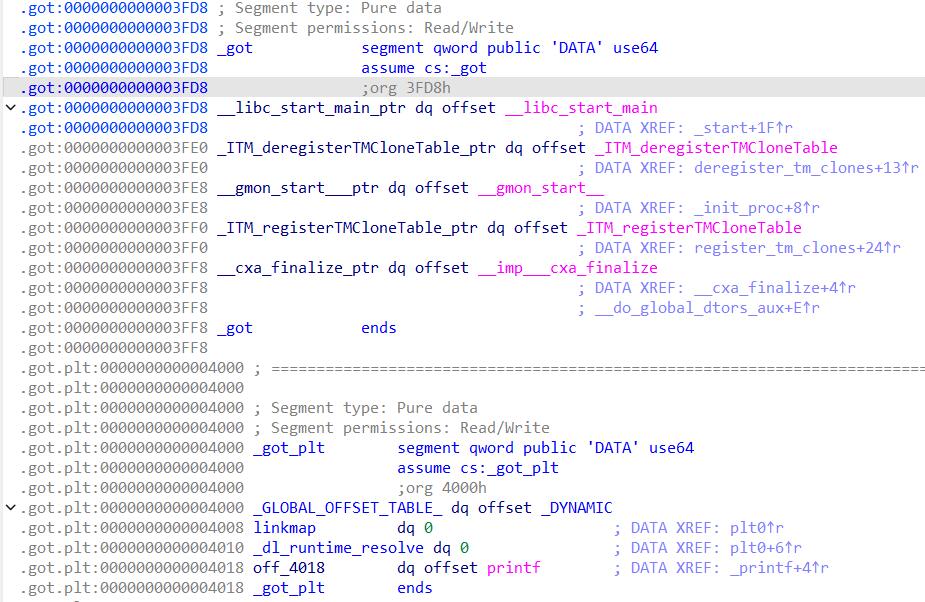 .got:0000000000003FD8 ; Segment type: Pure data
.got:0000000000003FD8 ; Segment permissions: Read/Write
.got:0000000000003FD8 _got segment qword public 'DATA' use64
.got:0000000000003FD8 assume cs:_got
.got:0000000000003FD8 ;org 3FD8h
.got:0000000000003FD8 __libc_start_main_ptr dq offset __libc_start_main
.got:0000000000003FD8 ; DATA XREF: _start+1F↑r
.got:0000000000003FE0 _ITM_deregisterTMCloneTable_ptr dq offset _ITM_deregisterTMCloneTable
.got:0000000000003FE0 ; DATA XREF: deregister_tm_clones+13↑r
.got:0000000000003FE8 __gmon_start___ptr dq offset __gmon_start__
.got:0000000000003FE8 ; DATA XREF: _init_proc+8↑r
.got:0000000000003FF0 _ITM_registerTMCloneTable_ptr dq offset _ITM_registerTMCloneTable
.got:0000000000003FF0 ; DATA XREF: register_tm_clones+24↑r
.got:0000000000003FF8 __cxa_finalize_ptr dq offset __imp___cxa_finalize
.got:0000000000003FF8 ; DATA XREF: __cxa_finalize+4↑r
.got:0000000000003FF8 ; __do_global_dtors_aux+E↑r
.got:0000000000003FF8 _got ends
.got:0000000000003FF8
.got.plt:0000000000004000 ; =========================================================================
.got.plt:0000000000004000
.got.plt:0000000000004000 ; Segment type: Pure data
.got.plt:0000000000004000 ; Segment permissions: Read/Write
.got.plt:0000000000004000 _got_plt segment qword public 'DATA' use64
.got.plt:0000000000004000 assume cs:_got_plt
.got.plt:0000000000004000 ;org 4000h
.got.plt:0000000000004000 _GLOBAL_OFFSET_TABLE_ dq offset _DYNAMIC
.got.plt:0000000000004008 linkmap dq 0 ; DATA XREF: plt0↑r
.got.plt:0000000000004010 _dl_runtime_resolve dq 0 ; DATA XREF: plt0+6↑r
.got.plt:0000000000004018 off_4018 dq offset printf ; DATA XREF: _printf+4↑r
.got.plt:0000000000004018 _got_plt ends